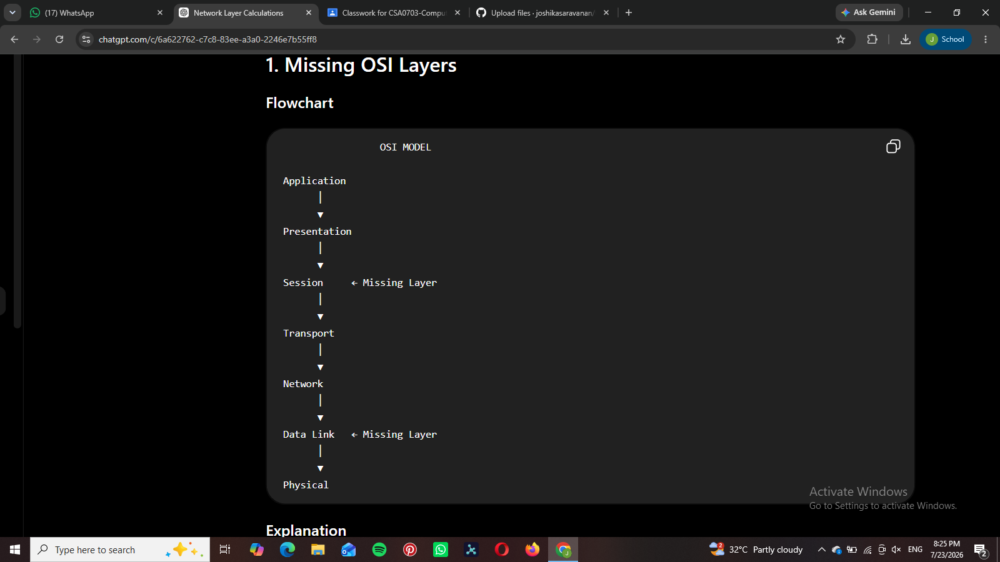 (17) WhatsApp
Network Layer Calculations
Classwork for CSA0703-Compu
Upload files · joshikasaravanan/
Ask Gemini
chatgpt.com/c/6a622762-c7c8-83ee-a3a0-2246e7b55ff8
J School
1. Missing OSI Layers
Flowchart
OSI MODEL
Application
|
▼
Presentation
|
▼
Session ← Missing Layer
|
▼
Transport
|
▼
Network
|
▼
Data Link ← Missing Layer
|
▼
Physical
Activate Windows
Go to Settings to activate Windows.
Explanation
Type here to search
2
32°C Partly cloudy
ENG
8:25 PM
7/23/2026
2